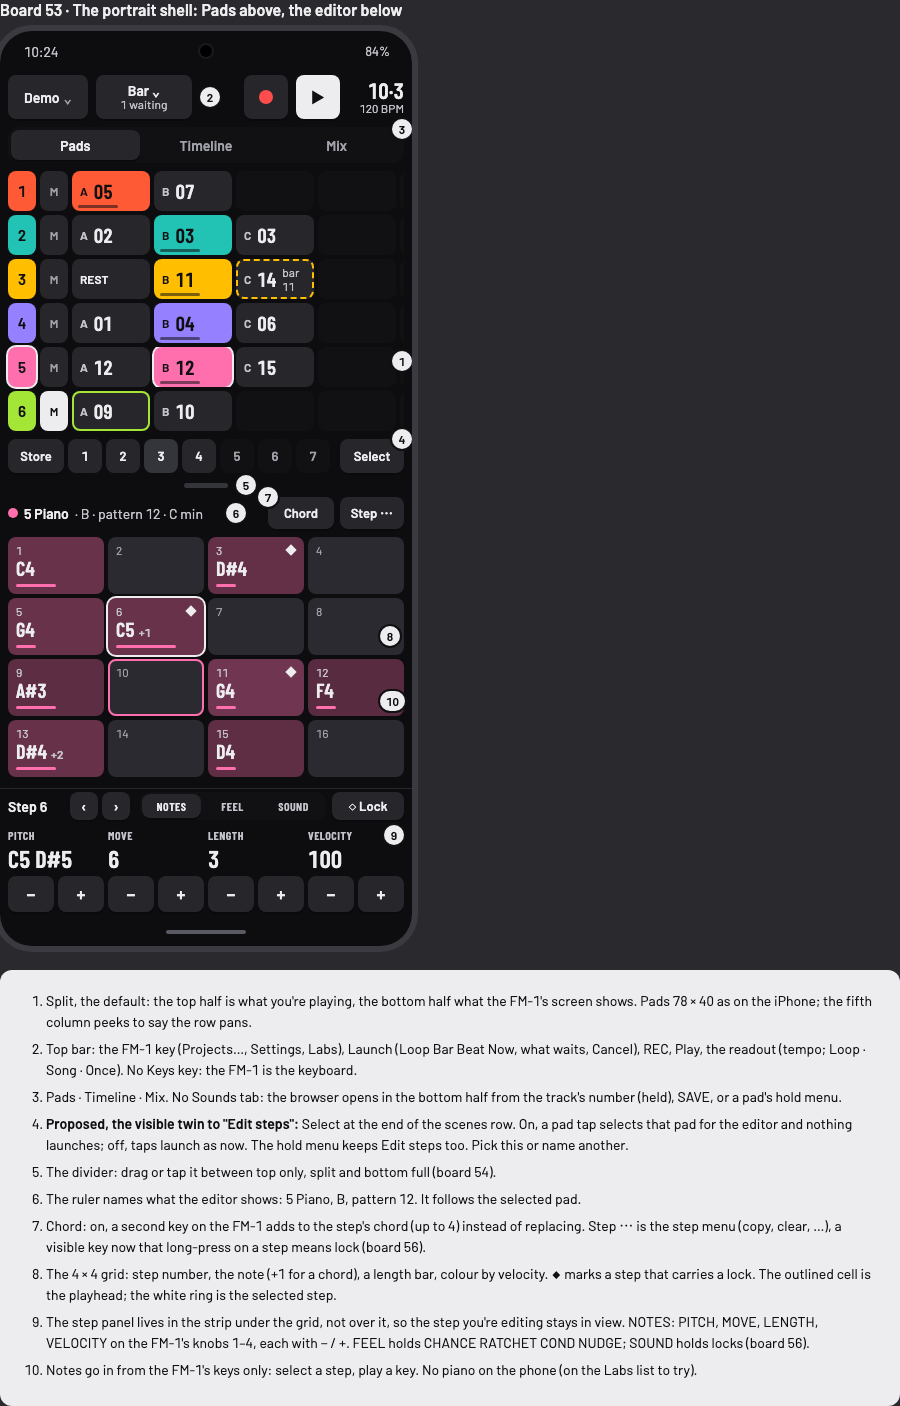 Board 53 · The portrait shell: Pads above, the editor below
10:24 84%
Demo ⌄ Bar ⌄ 10·3
1 waiting 2 120 BPM
3
Pads Timeline Mix
1 M A 05 B 07
2 M A 02 B 03 C 03
3 M REST B 11 C 14 bar 11
4 M A 01 B 04 C 06
5 M A 12 B 12 C 15 1
6 M A 09 B 10
4
Store 1 2 3 4 5 6 7 Select
5
7
5 Piano · B · pattern 12 · C min 6 Chord Step ···
1 2 3 ◆ 4
C4 D#4
5 6 ◆ 7 8
G4 C5 +1 8
9 10 11 ◆ 12
A#3 G4 F4 10
13 14 15 16
D#4 +2 D4
Step 6 ‹ › NOTES FEEL SOUND ◇ Lock
PITCH MOVE LENGTH VELOCITY 9
C5 D#5 6 3 100
− + − + − + − +
1. Split, the default: the top half is what you're playing, the bottom half what the FM-1's screen shows. Pads 78 × 40 as on the iPhone; the fifth
column peeks to say the row pans.
2. Top bar: the FM-1 key (Projects…, Settings, Labs), Launch (Loop Bar Beat Now, what waits, Cancel), REC, Play, the readout (tempo; Loop ·
Song · Once). No Keys key: the FM-1 is the keyboard.
3. Pads · Timeline · Mix. No Sounds tab: the browser opens in the bottom half from the track's number (held), SAVE, or a pad's hold menu.
4. Proposed, the visible twin to "Edit steps": Select at the end of the scenes row. On, a pad tap selects that pad for the editor and nothing
launches; off, taps launch as now. The hold menu keeps Edit steps too. Pick this or name another.
5. The divider: drag or tap it between top only, split and bottom full (board 54).
6. The ruler names what the editor shows: 5 Piano, B, pattern 12. It follows the selected pad.
7. Chord: on, a second key on the FM-1 adds to the step's chord (up to 4) instead of replacing. Step ··· is the step menu (copy, clear, …), a
visible key now that long-press on a step means lock (board 56).
8. The 4 × 4 grid: step number, the note (+1 for a chord), a length bar, colour by velocity. ◆ marks a step that carries a lock. The outlined cell is
the playhead; the white ring is the selected step.
9. The step panel lives in the strip under the grid, not over it, so the step you're editing stays in view. NOTES: PITCH, MOVE, LENGTH,
VELOCITY on the FM-1's knobs 1–4, each with − / +. FEEL holds CHANCE RATCHET COND NUDGE; SOUND holds locks (board 56).
10. Notes go in from the FM-1's keys only: select a step, play a key. No piano on the phone (on the Labs list to try).